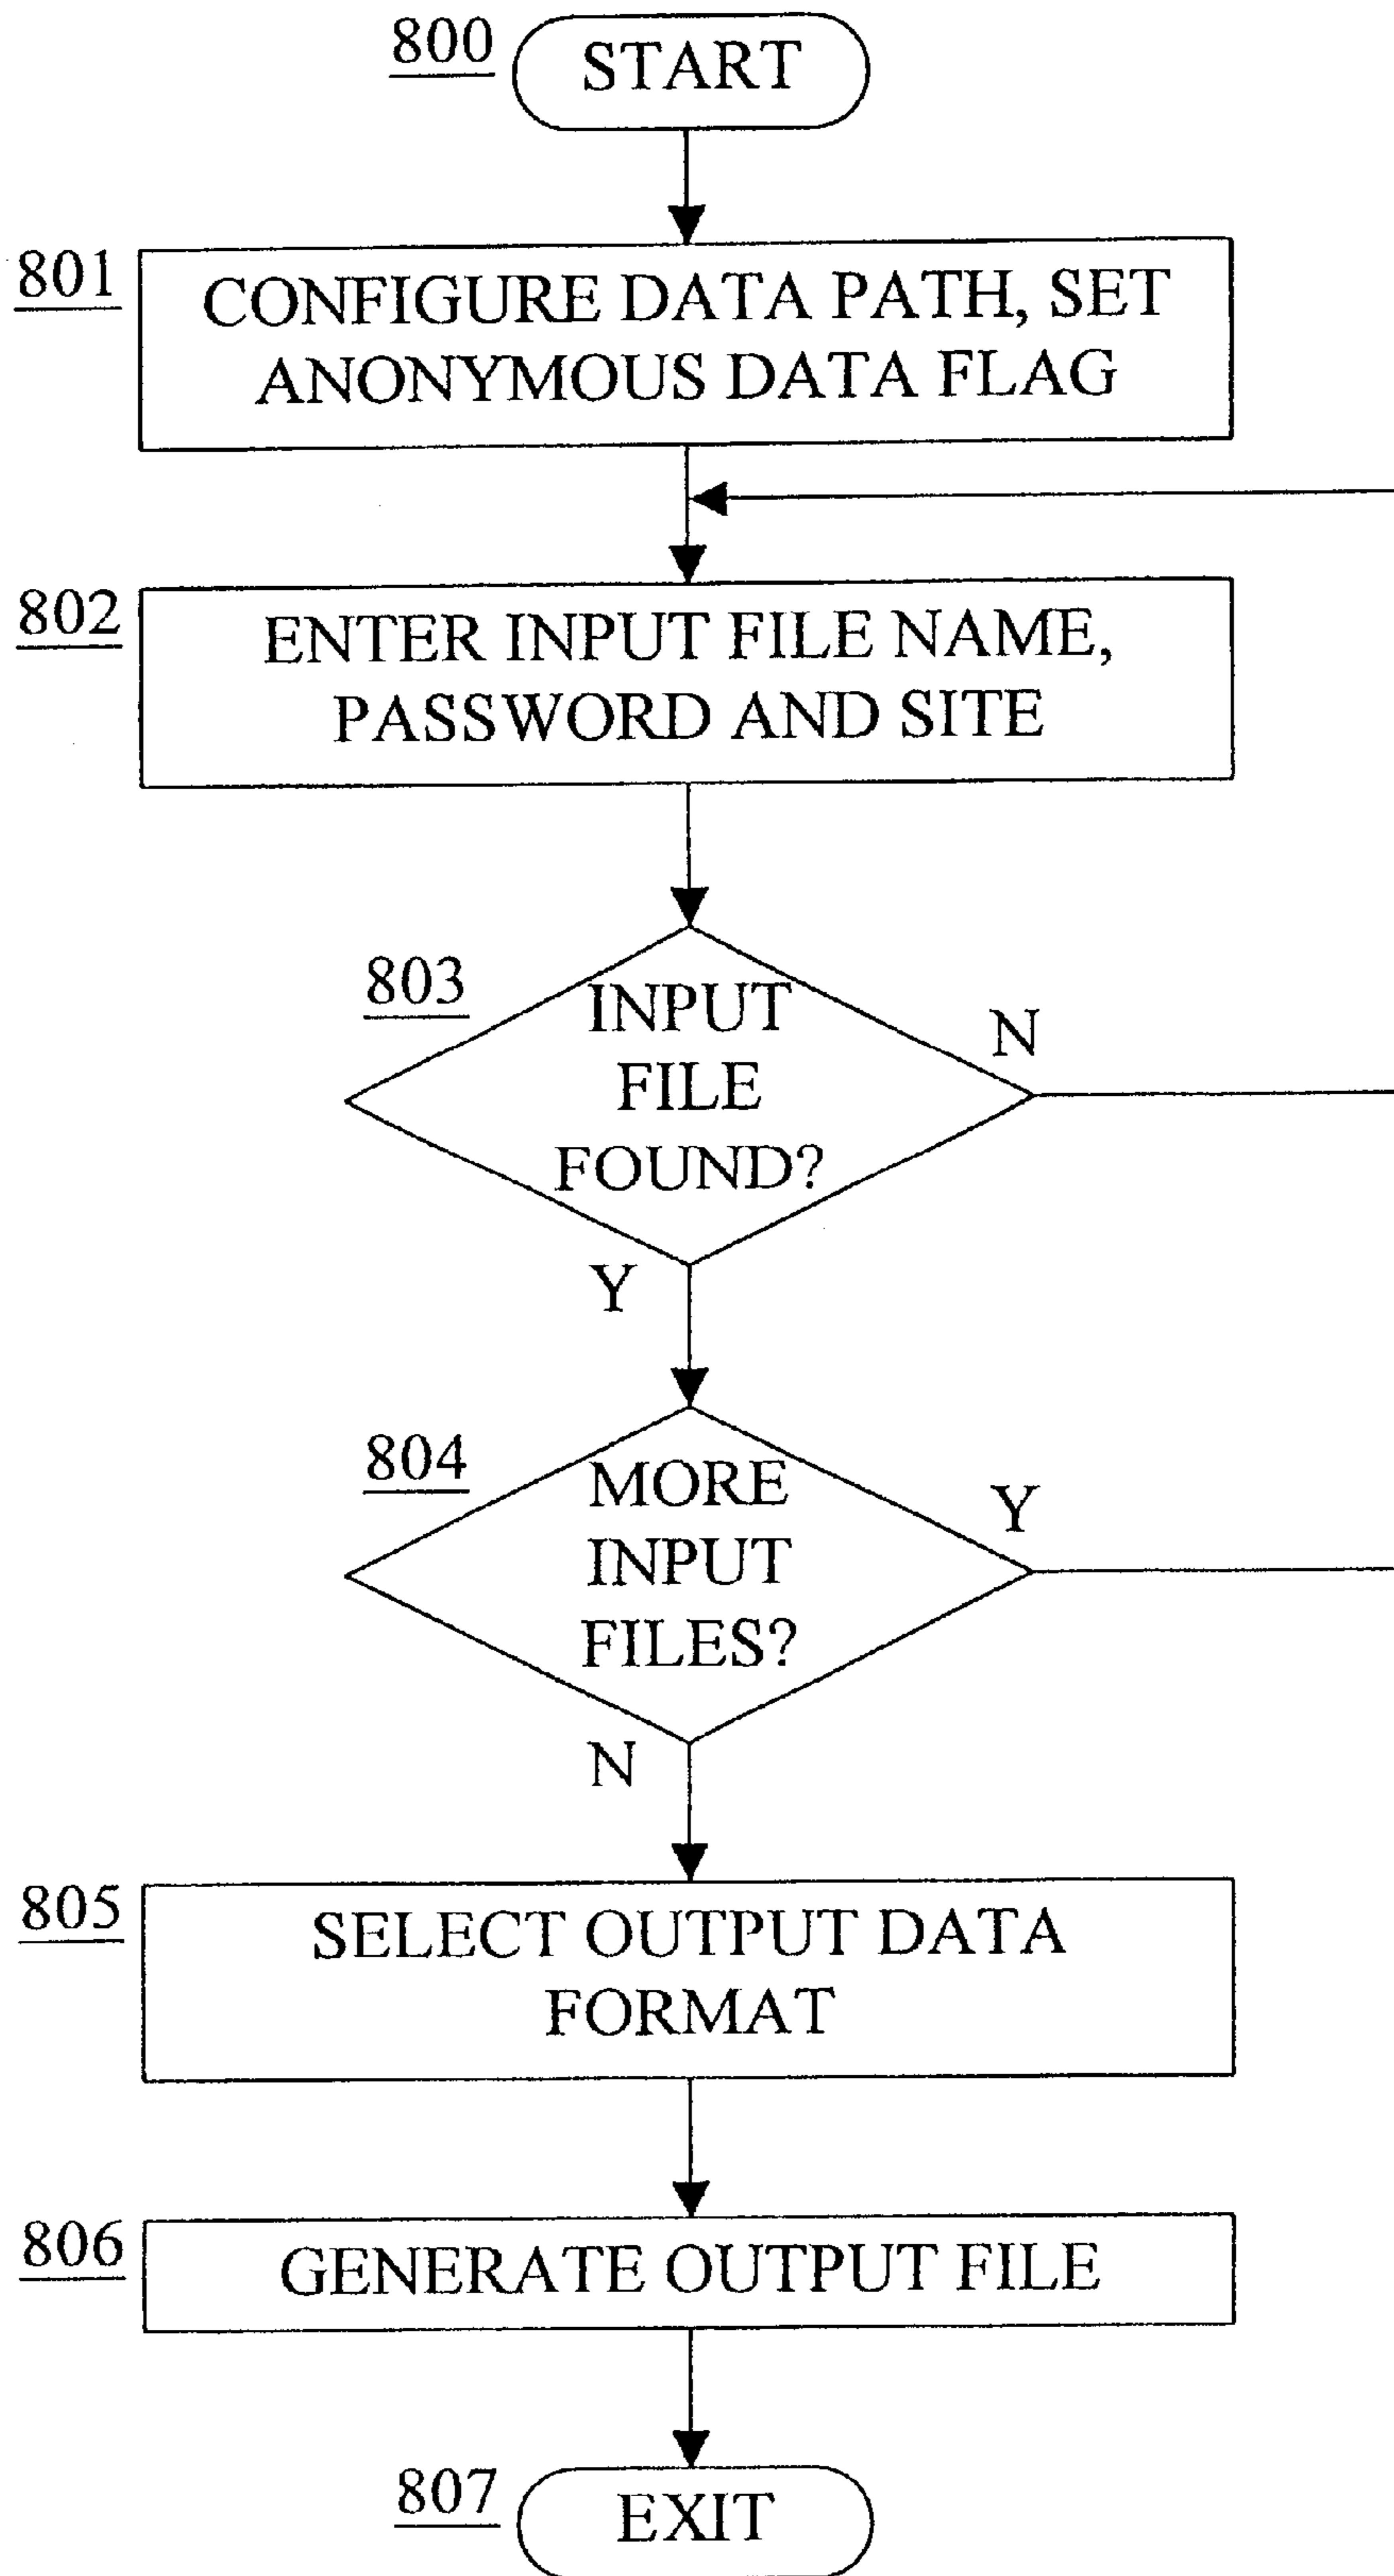 800
START
801
CONFIGURE DATA PATH, SET
ANONYMOUS DATA FLAG
802
ENTER INPUT FILE NAME,
PASSWORD AND SITE
803
INPUT
FILE
FOUND?
N
Y
804
MORE
INPUT
FILES?
Y
N
805
SELECT OUTPUT DATA
FORMAT
806
GENERATE OUTPUT FILE
807
EXIT